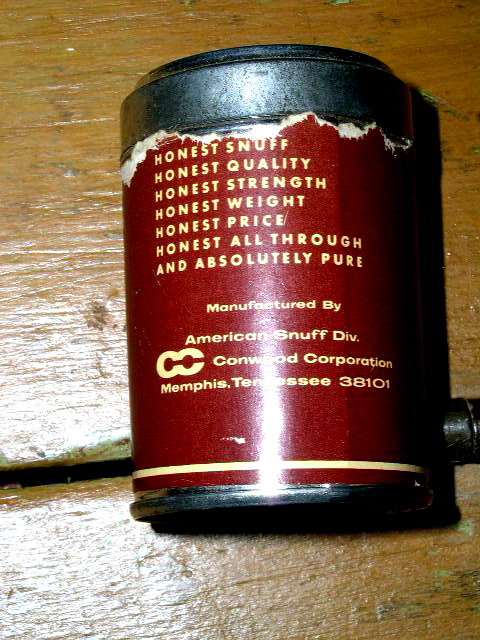 HONEST SNUFF
HONEST QUALITY
HONEST STRENGTH
HONEST WEIGHT
HONEST PRICE
HONEST ALL THROUGH
AND ABSOLUTELY PURE
Manufactured By
American Snuff Div.
CC Conwood Corporation
Memphis, Tennessee 38101